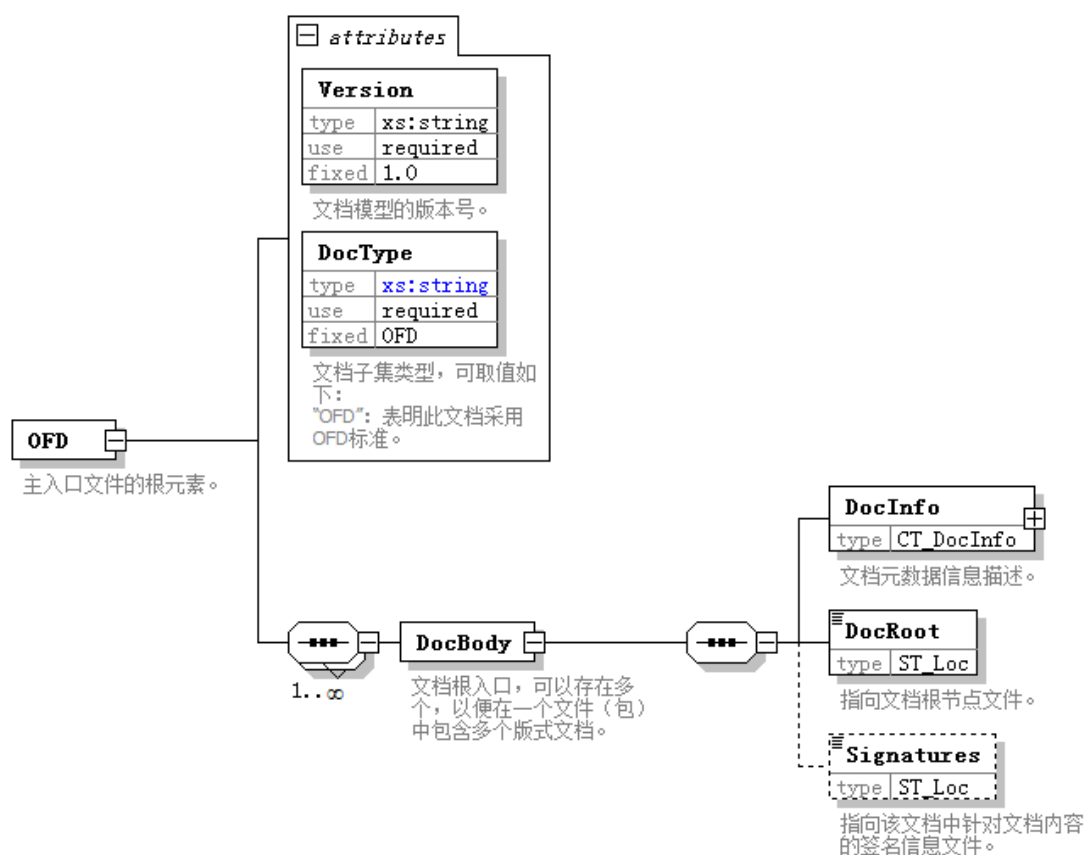 attributes
Version
type xs:string
use required
fixed 1.0
文档模型的版本号。
DocType
type xs:string
use required
fixed OFD
文档子集类型，可取值如
下：
"OFD"：表明此文档采用
OFD标准。
OFD
主入口文件的根元素。
1..∞
DocBody
文档根入口，可以存在多
个，以便在一个文件（包）
中包含多个版式文档。
DocInfo
type CT_DocInfo
文档元数据信息描述。
DocRoot
type ST_Loc
指向文档根节点文件。
Signatures
type ST_Loc
指向该文档中针对文档内容
的签名信息文件。